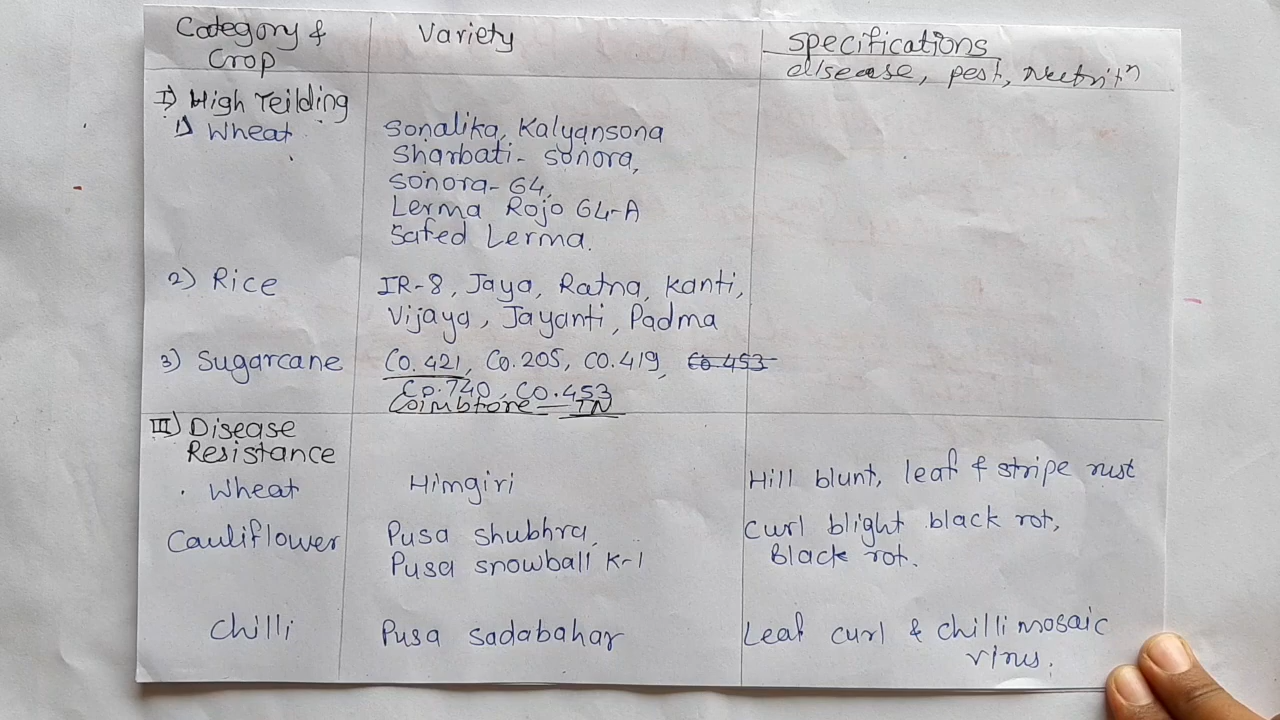 Category & Variety Specifications
Crop disease, pest, Nutritⁿ
I) High Teilding
1) Wheat Sonalika, Kalyansona
Sharbati - Sonora,
Sonora- 64,
Lerma Rojo 64-A
Safed Lerma.
2) Rice IR-8, Jaya, Ratna, Kanti,
Vijaya, Jayanti, Padma
3) Sugarcane Co. 421, Co. 205, CO. 419, Co 453
Co. 740, CO. 453
Coimbtore — TN
III) Disease
Resistance
Wheat Himgiri Hill blunt, leaf & stripe rust
Cauliflower Pusa shubhra, Curl blight black rot,
Pusa snowball K-1 Black rot.
Chilli Pusa sadabahar Leaf curl & chilli mosaic
virus.